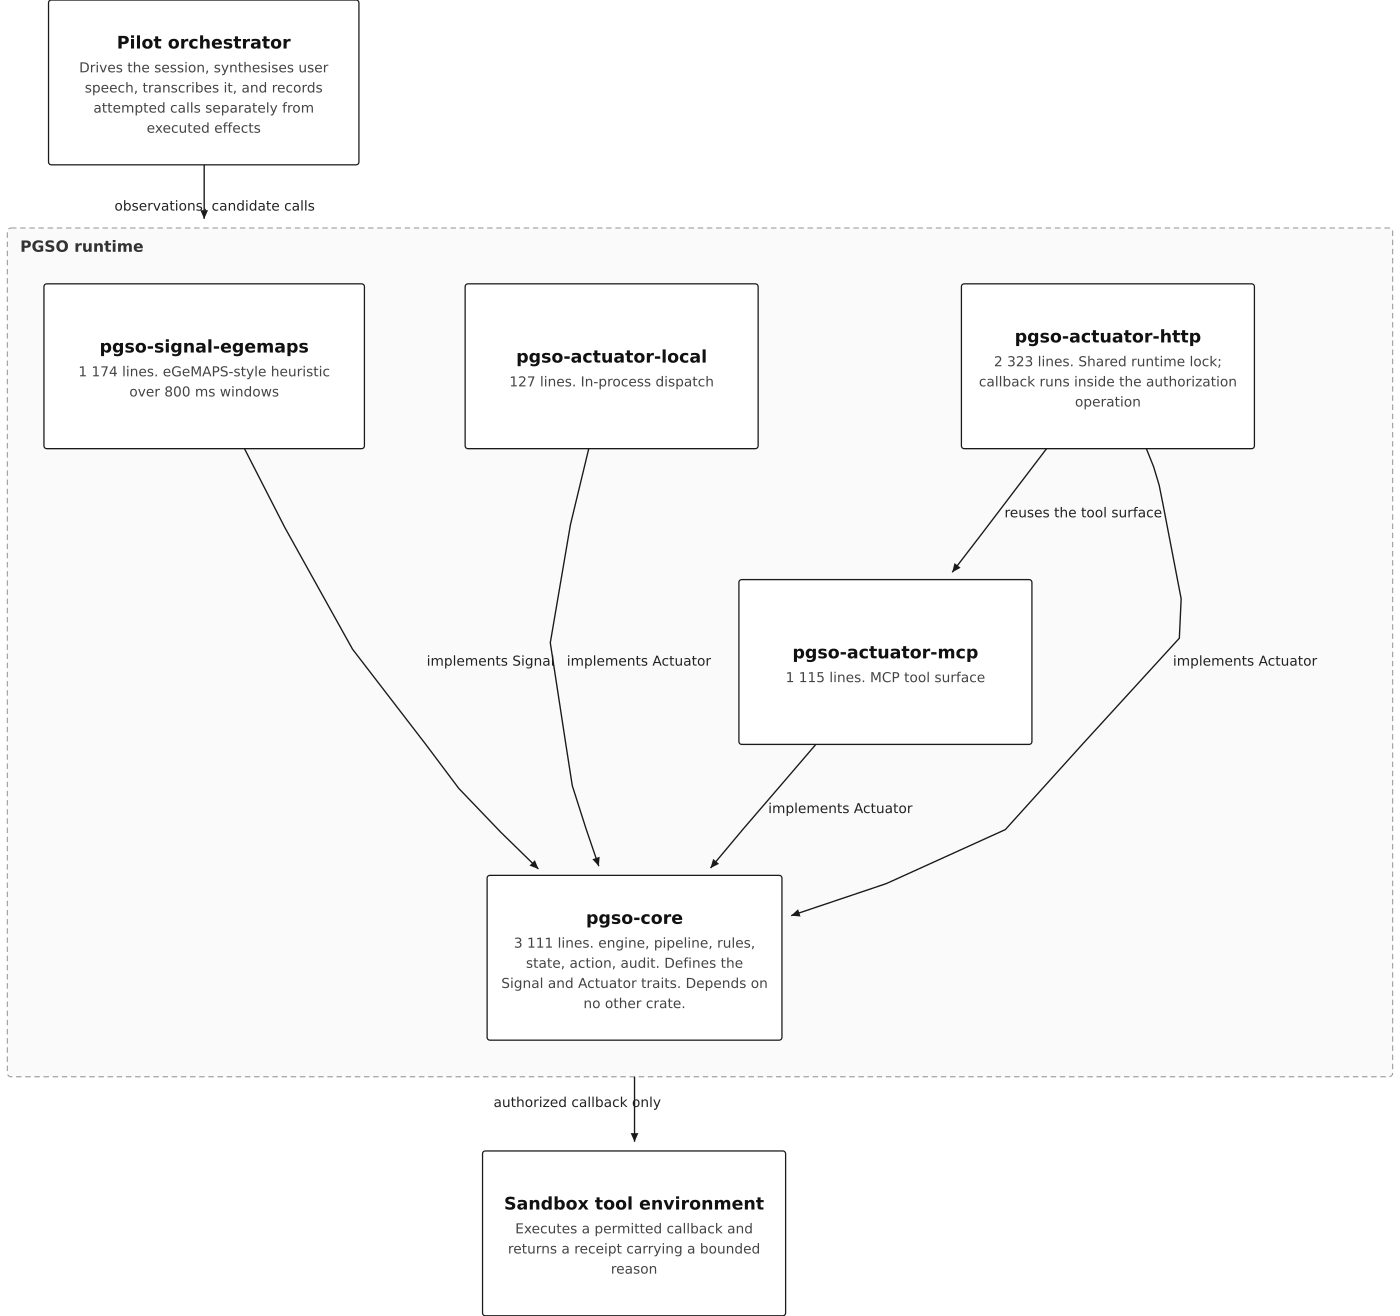 Pilot orchestrator
Drives the session, synthesises user
speech, transcribes it, and records
attempted calls separately from
executed effects
observations, candidate calls
PGSO runtime
pgso-signal-egemaps
1 174 lines. eGeMAPS-style heuristic
over 800 ms windows
pgso-actuator-local
127 lines. In-process dispatch
pgso-actuator-http
2 323 lines. Shared runtime lock;
callback runs inside the authorization
operation
reuses the tool surface
implements Signal
implements Actuator
pgso-actuator-mcp
1 115 lines. MCP tool surface
implements Actuator
implements Actuator
pgso-core
3 111 lines. engine, pipeline, rules,
state, action, audit. Defines the
Signal and Actuator traits. Depends on
no other crate.
authorized callback only
Sandbox tool environment
Executes a permitted callback and
returns a receipt carrying a bounded
reason